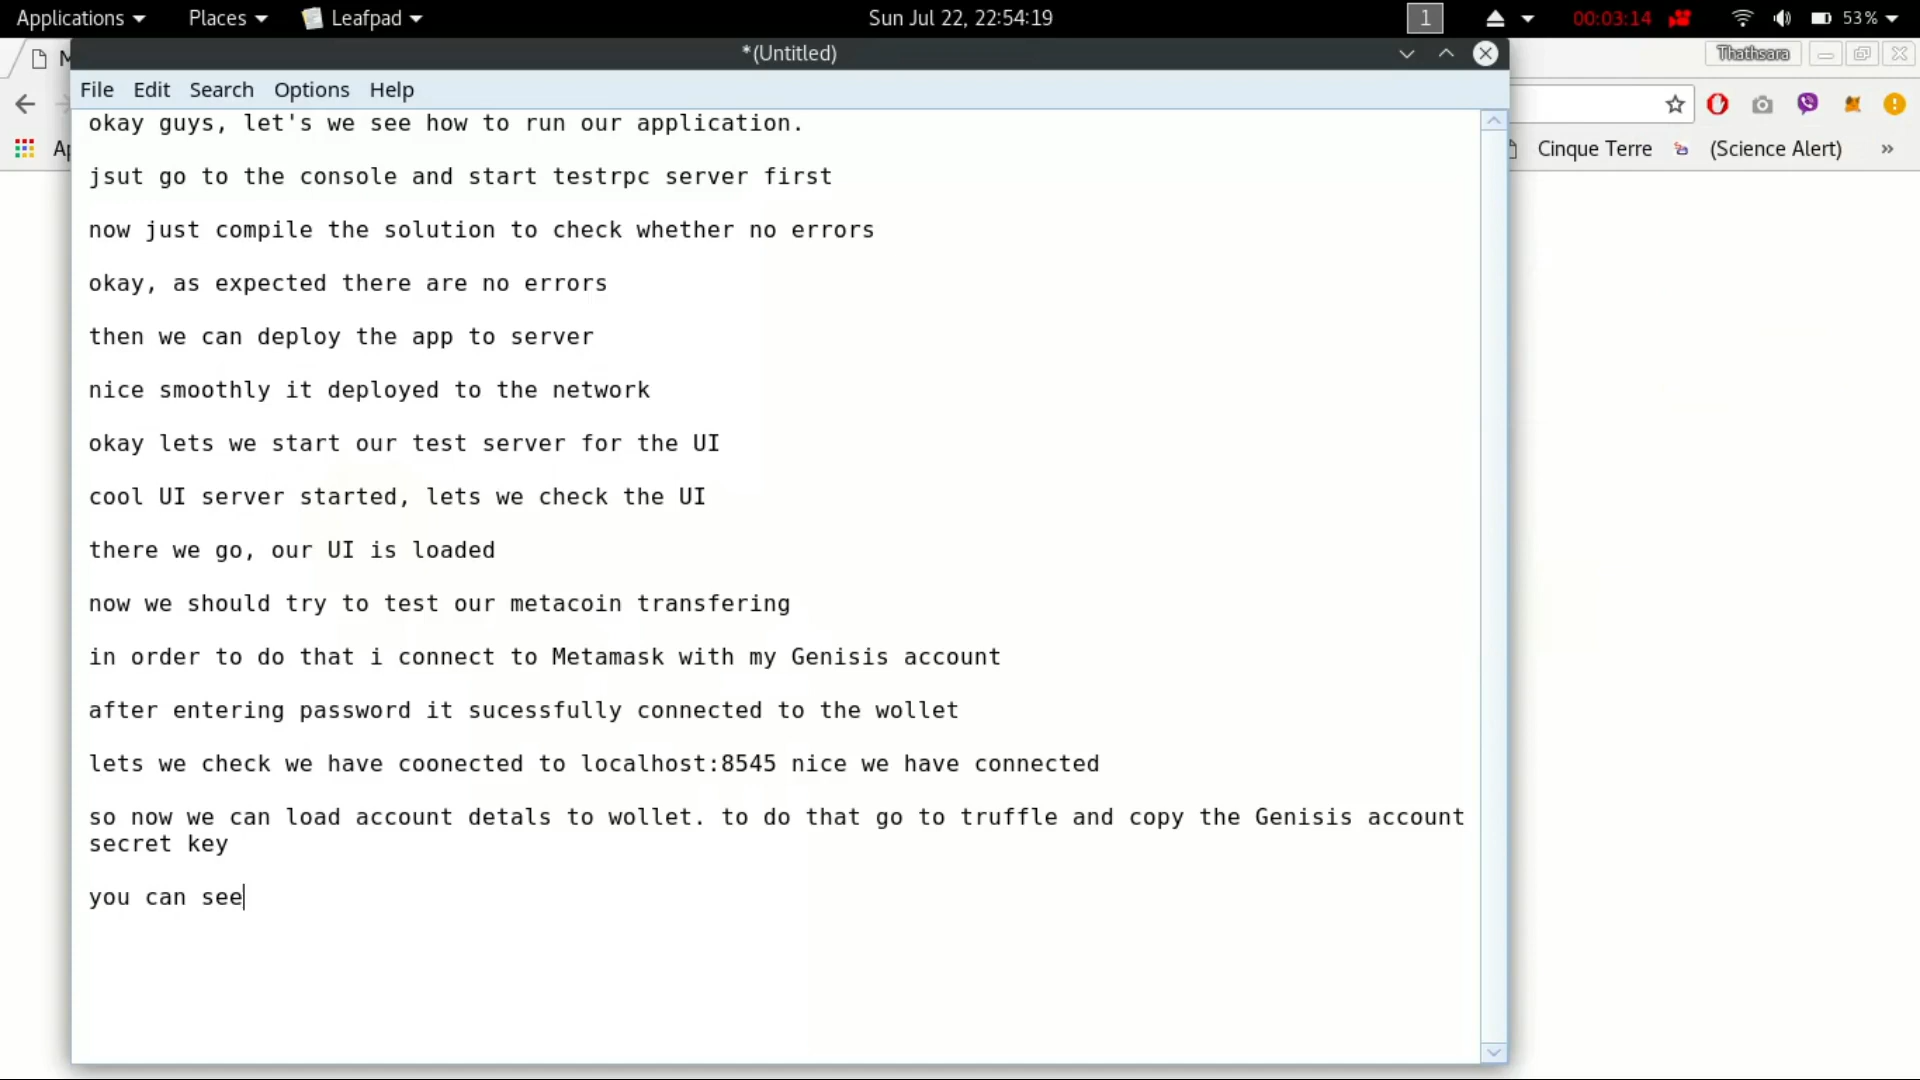 Applications Places Leafpad Sun Jul 22, 22:54:19 1 00:03:14 53%
*(Untitled) Thathsara
File Edit Search Options Help
okay guys, let's we see how to run our application.
Cinque Terre (Science Alert) »
jsut go to the console and start testrpc server first
now just compile the solution to check whether no errors
okay, as expected there are no errors
then we can deploy the app to server
nice smoothly it deployed to the network
okay lets we start our test server for the UI
cool UI server started, lets we check the UI
there we go, our UI is loaded
now we should try to test our metacoin transfering
in order to do that i connect to Metamask with my Genisis account
after entering password it sucessfully connected to the wollet
lets we check we have coonected to localhost:8545 nice we have connected
so now we can load account detals to wollet. to do that go to truffle and copy the Genisis account
secret key
you can see